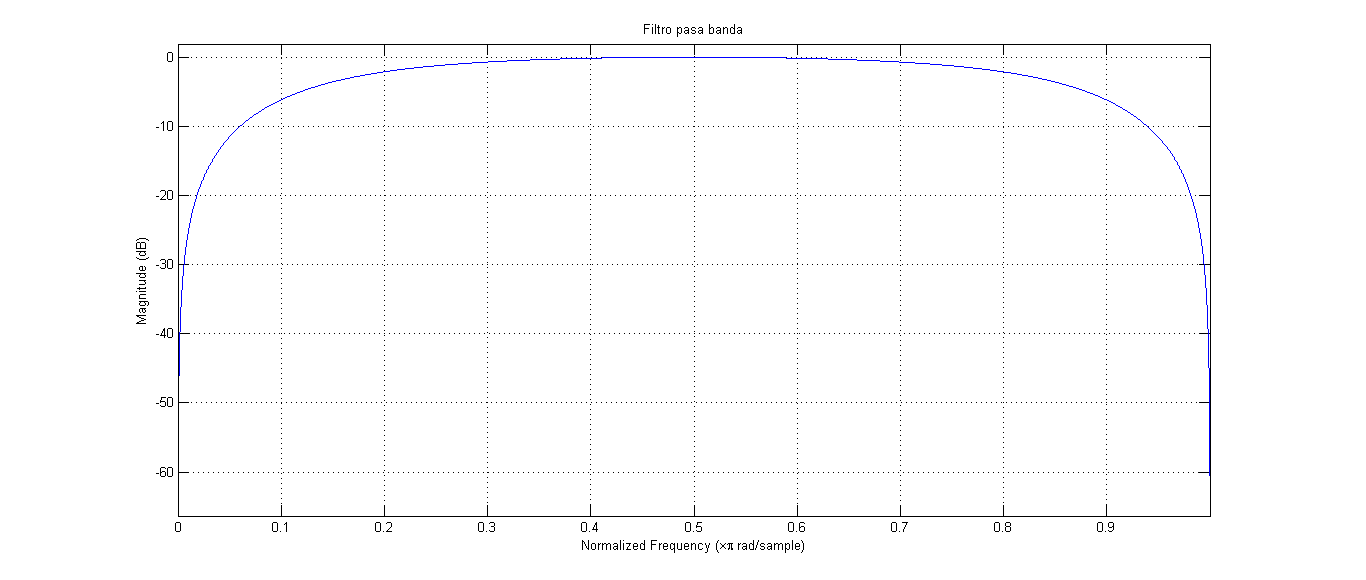 Filtro pasa banda
0
-10
-20
-30
-40
-50
-60
Magnitude (dB)
0 0.1 0.2 0.3 0.4 0.5 0.6 0.7 0.8 0.9
Normalized Frequency (×π rad/sample)